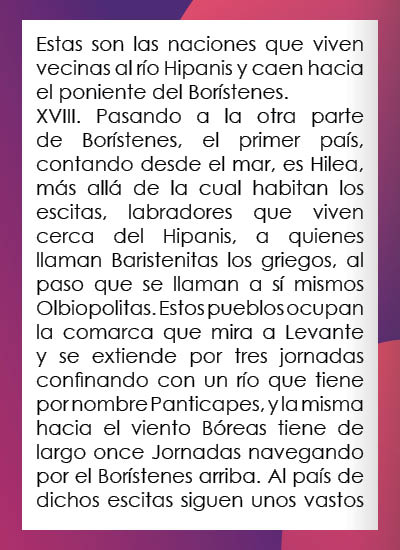 Estas son las naciones que viven
vecinas al río Hipanis y caen hacia
el poniente del Borístenes.
XVIII. Pasando a la otra parte
de Borístenes, el primer país,
contando desde el mar, es Hilea,
más allá de la cual habitan los
escitas, labradores que viven
cerca del Hipanis, a quienes
llaman Baristenitas los griegos, al
paso que se llaman a sí mismos
Olbiopolitas. Estos pueblos ocupan
la comarca que mira a Levante
y se extiende por tres jornadas
confinando con un río que tiene
por nombre Panticapes, y la misma
hacia el viento Bóreas tiene de
largo once Jornadas navegando
por el Borístenes arriba. Al país de
dichos escitas siguen unos vastos